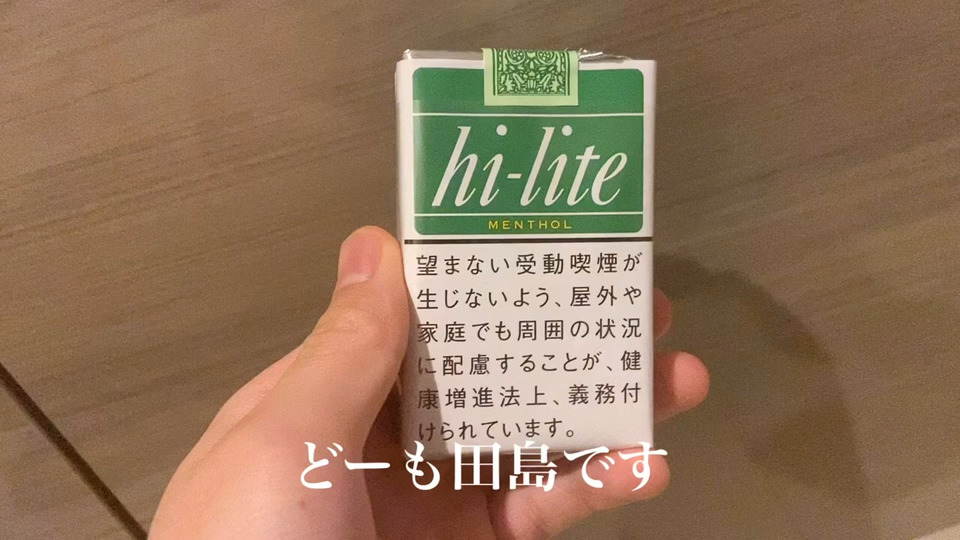 hi-lite
MENTHOL
望まない受動喫煙が
生じないよう、屋外や
家庭でも周囲の状況
に配慮することが、健
康増進法上、義務付
けられています。
どーも田島です